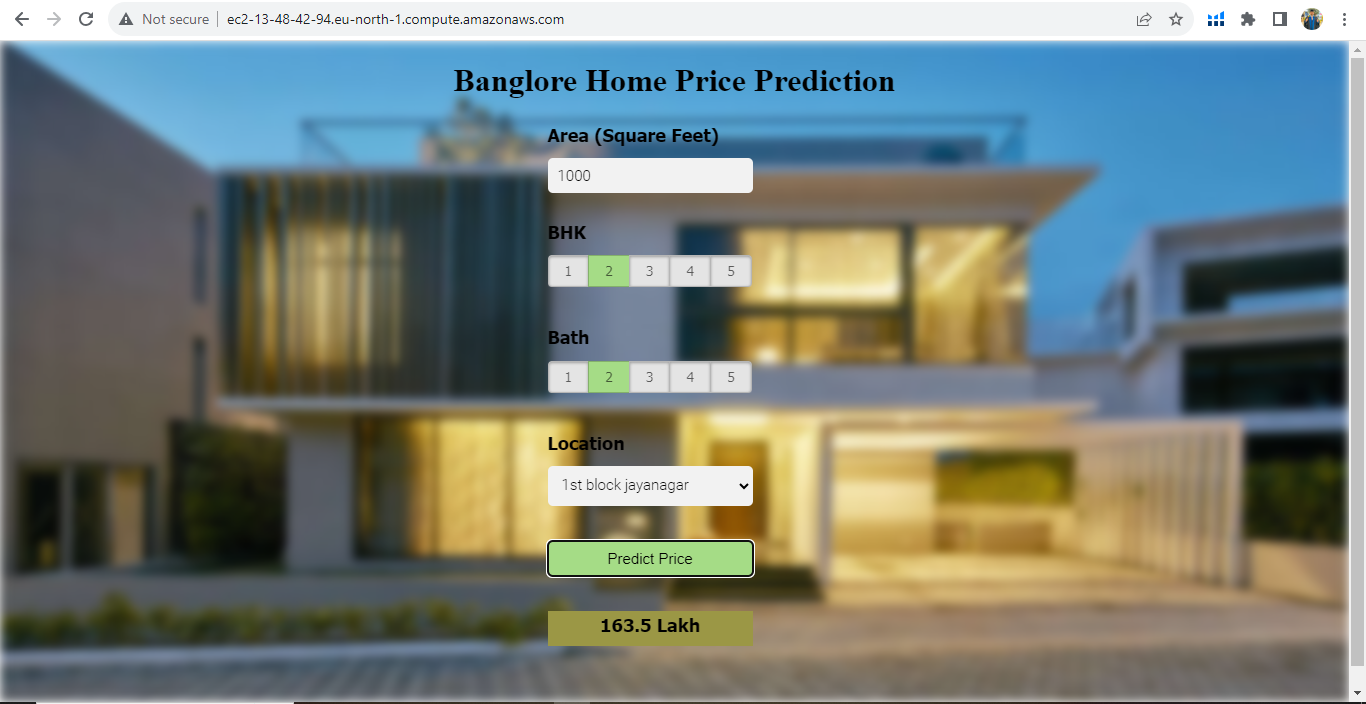 Not secure
ec2-13-48-42-94.eu-north-1.compute.amazonaws.com
Banglore Home Price Prediction
Area (Square Feet)
1000
BHK
1 2 3 4 5
Bath
1 2 3 4 5
Location
1st block jayanagar
Predict Price
163.5 Lakh